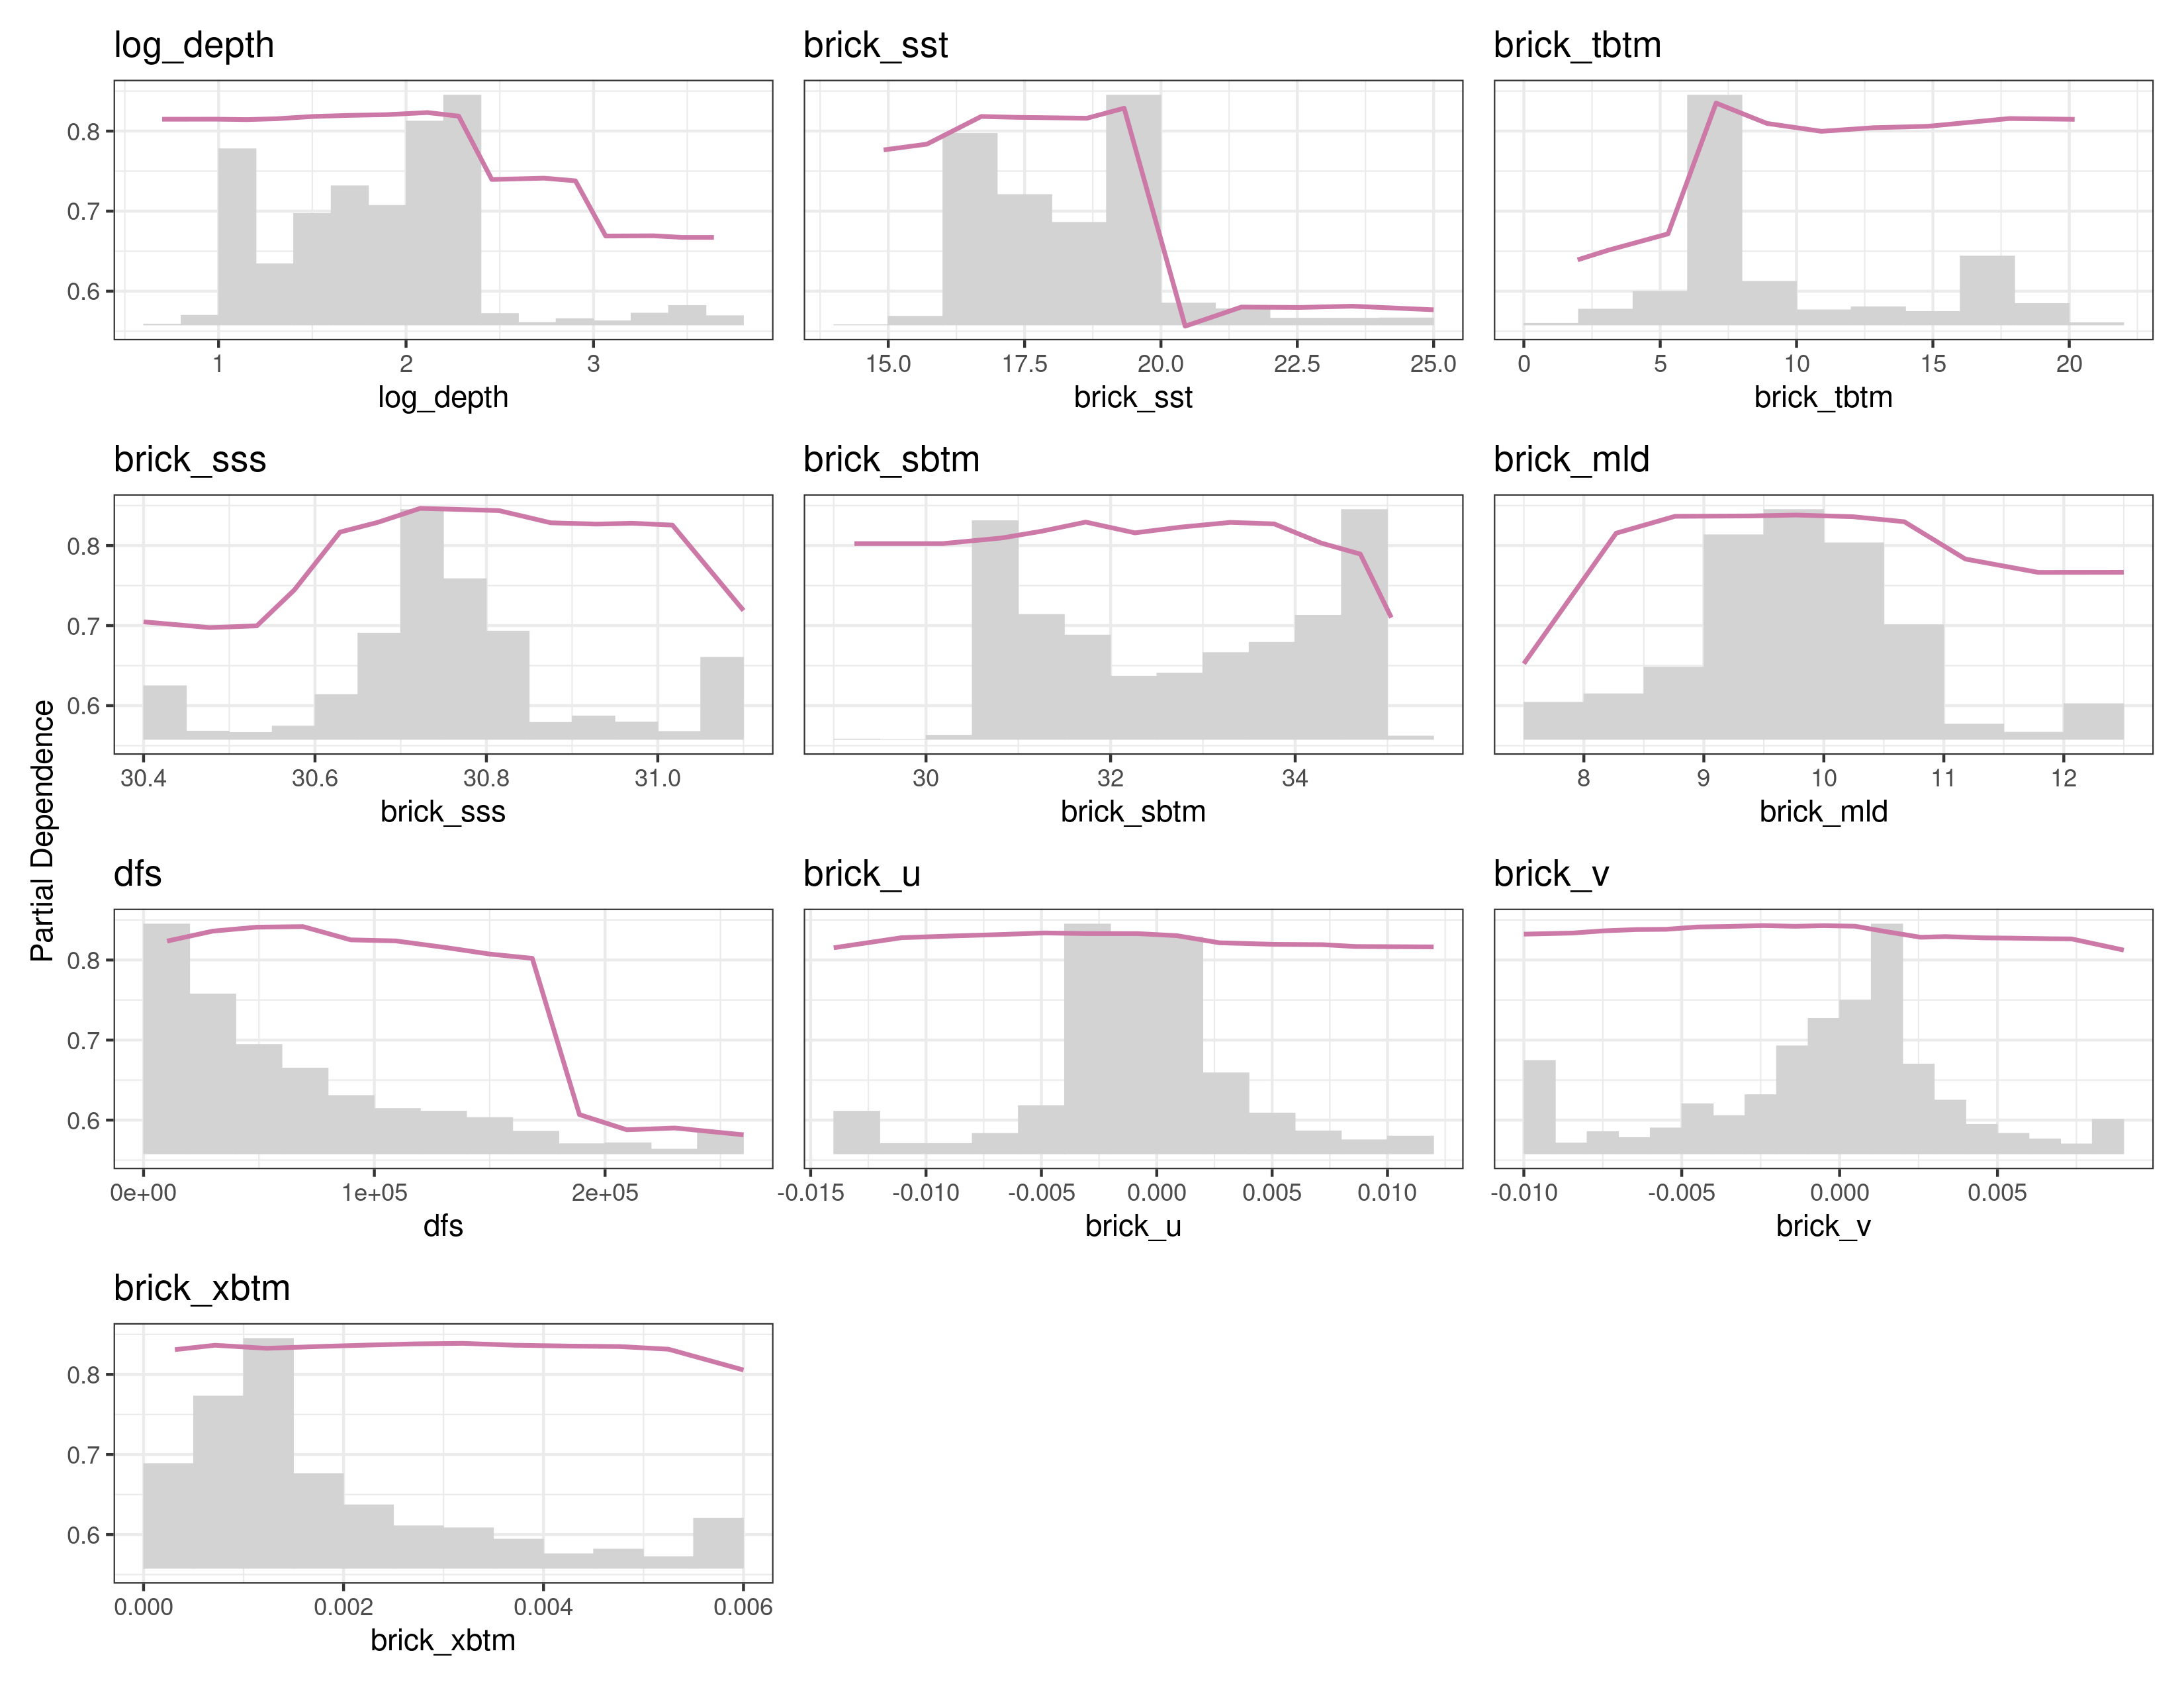 log_depth
brick_sst
brick_tbtm
0.8
0.7
0.6
1 2 3
15.0 17.5 20.0 22.5 25.0
0 5 10 15 20
log_depth
brick_sst
brick_tbtm
brick_sss
brick_sbtm
brick_mld
0.8
0.7
0.6
30.4 30.6 30.8 31.0
30 32 34
8 9 10 11 12
brick_sss
brick_sbtm
brick_mld
Partial Dependence
dfs
brick_u
brick_v
0.8
0.7
0.6
0e+00 1e+05 2e+05
-0.015 -0.010 -0.005 0.000 0.005 0.010
-0.010 -0.005 0.000 0.005
dfs
brick_u
brick_v
brick_xbtm
0.8
0.7
0.6
0.000 0.002 0.004 0.006
brick_xbtm